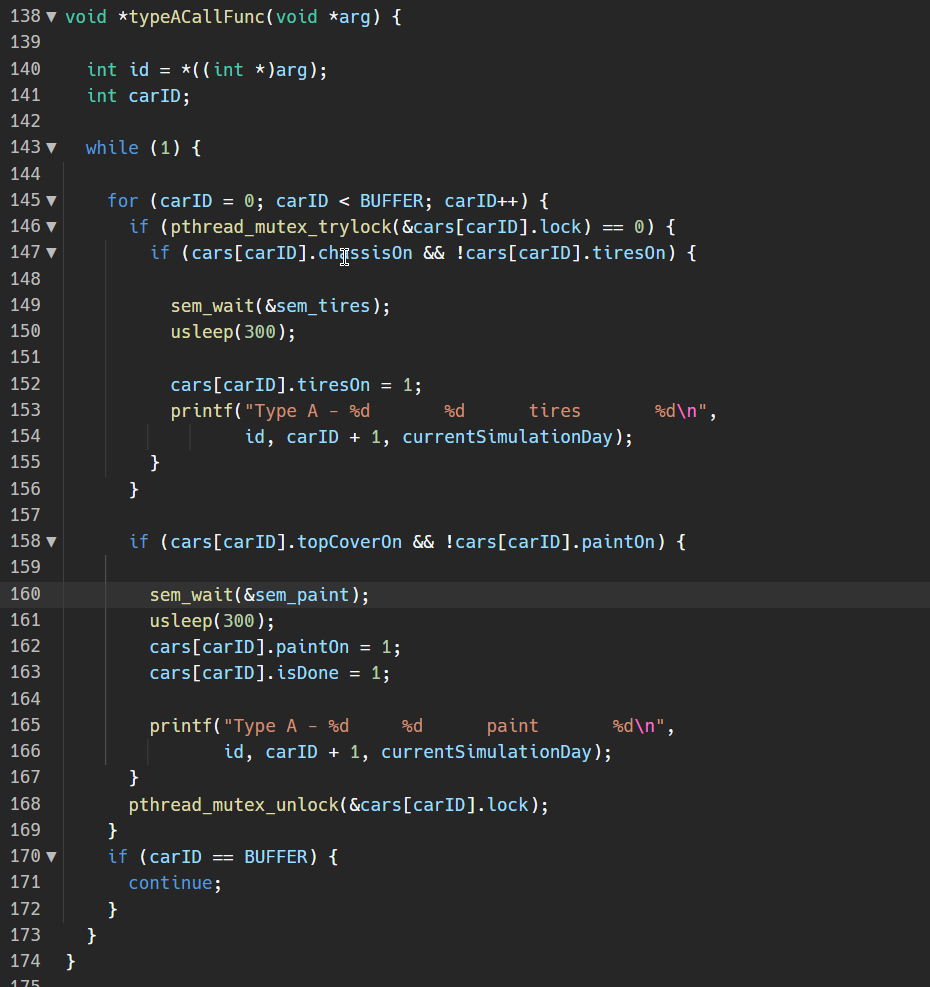 138 ▼ void *typeACallFunc(void *arg) {
139
140 int id = *((int *)arg);
141 int carID;
142
143 ▼ while (1) {
144
145 ▼ for (carID = 0; carID < BUFFER; carID++) {
146 ▼ if (pthread_mutex_trylock(&cars[carID].lock) == 0) {
147 ▼ if (cars[carID].chassisOn && !cars[carID].tiresOn) {
148
149 sem_wait(&sem_tires);
150 usleep(300);
151
152 cars[carID].tiresOn = 1;
153 printf("Type A - %d       %d      tires       %d\n",
154 id, carID + 1, currentSimulationDay);
155 }
156 }
157
158 ▼ if (cars[carID].topCoverOn && !cars[carID].paintOn) {
159
160 sem_wait(&sem_paint);
161 usleep(300);
162 cars[carID].paintOn = 1;
163 cars[carID].isDone = 1;
164
165 printf("Type A - %d     %d      paint       %d\n",
166 id, carID + 1, currentSimulationDay);
167 }
168 pthread_mutex_unlock(&cars[carID].lock);
169 }
170 ▼ if (carID == BUFFER) {
171 continue;
172 }
173 }
174 }
175